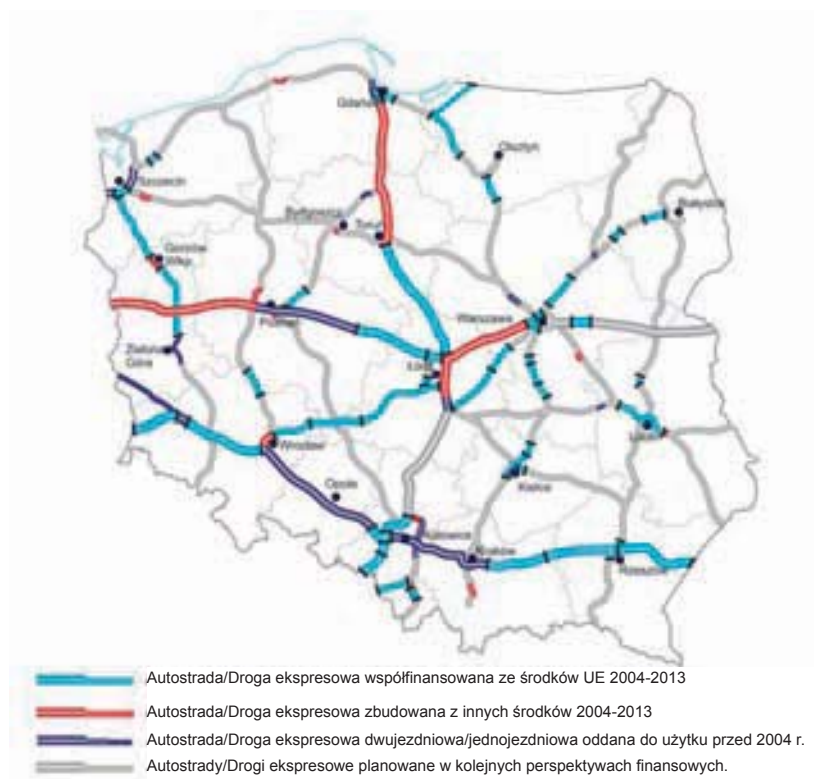 Gdańsk
Olsztyn
Szczecin
Białystok
Bydgoszcz
Toruń
Gorzów
Wlkp.
Poznań
Warszawa
Zielona
Góra
Łódź
Lublin
Wrocław
Opole
Kielce
Katowice
Kraków
Rzeszów
Autostrada/Droga ekspresowa współfinansowana ze środków UE 2004-2013
Autostrada/Droga ekspresowa zbudowana z innych środków 2004-2013
Autostrada/Droga ekspresowa dwujezdniowa/jednojezdniowa oddana do użytku przed 2004 r.
Autostrady/Drogi ekspresowe planowane w kolejnych perspektywach finansowych.